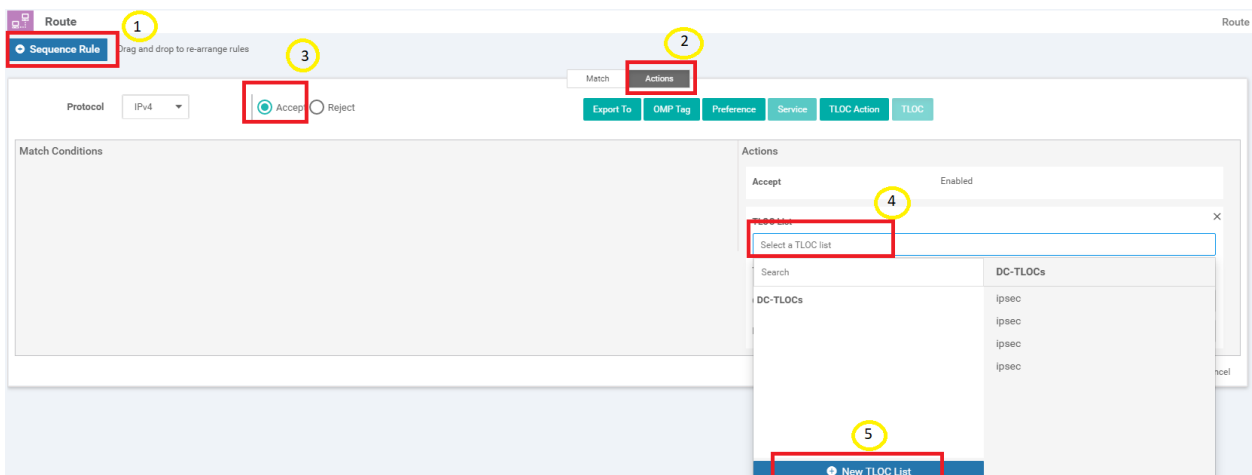 Route
1
Route
Sequence Rule
Drag and drop to re-arrange rules
3
2
Match
Actions
Protocol
IPv4
Accept
Reject
Export To
OMP Tag
Preference
Service
TLOC Action
TLOC
Match Conditions
Actions
Accept
Enabled
4
TLOC List
Select a TLOC list
Search
DC-TLOCs
DC-TLOCs
ipsec
ipsec
ipsec
ipsec
5
New TLOC List